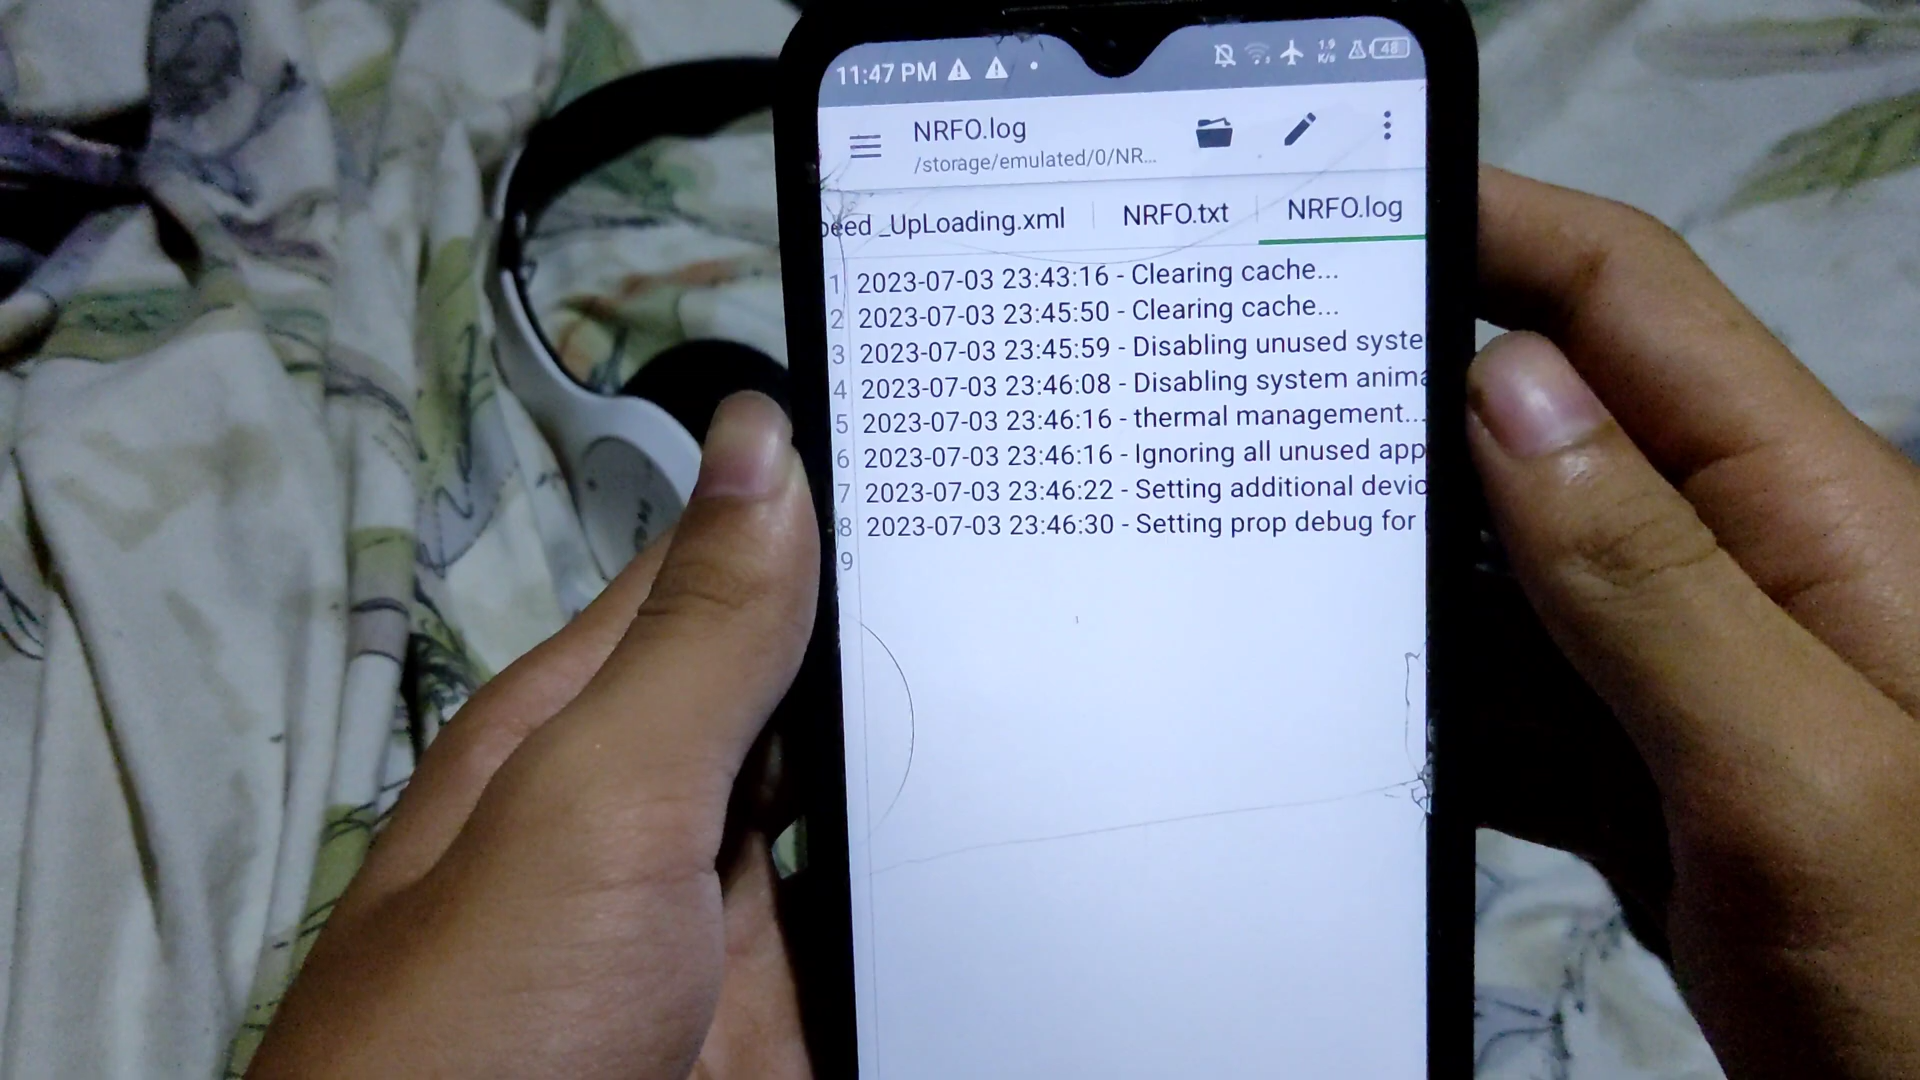 11:47 PM
1.9
K/s
48
NRFO.log
/storage/emulated/0/NR...
_UpLoading.xml
NRFO.txt
NRFO.log
1 2023-07-03 23:43:16 - Clearing cache...
2 2023-07-03 23:45:50 - Clearing cache...
3 2023-07-03 23:45:59 - Disabling unused syste
4 2023-07-03 23:46:08 - Disabling system anima
5 2023-07-03 23:46:16 - thermal management...
6 2023-07-03 23:46:16 - Ignoring all unused app
7 2023-07-03 23:46:22 - Setting additional devic
8 2023-07-03 23:46:30 - Setting prop debug for
9